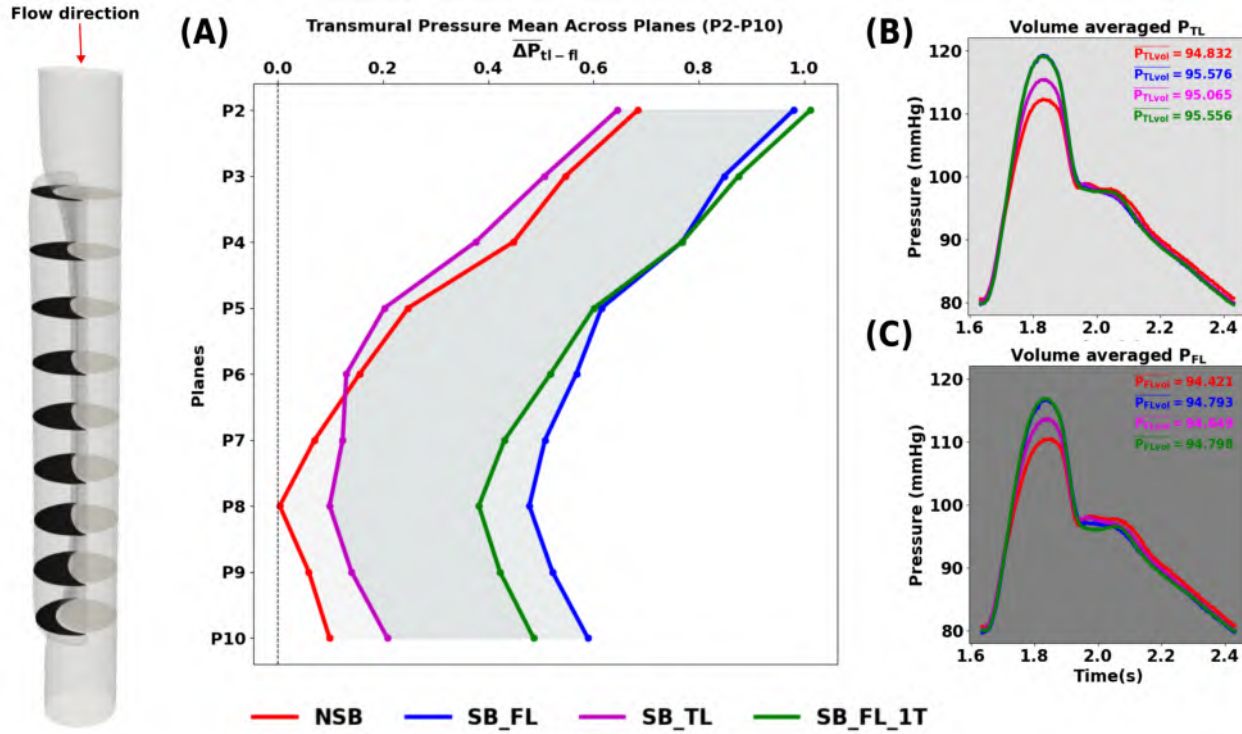 Flow direction
(A)
Transmural Pressure Mean Across Planes (P2-P10)
ΔP tl−fl
0.0 0.2 0.4 0.6 0.8 1.0
Planes
P2
P3
P4
P5
P6
P7
P8
P9
P10
(B)
Volume averaged PTL
PTLvol = 94.832
PTLvol = 95.576
PTLvol = 95.065
PTLvol = 95.556
Pressure (mmHg)
120
110
100
90
80
1.6 1.8 2.0 2.2 2.4
(C)
Volume averaged PFL
PFLvol = 94.421
PFLvol = 94.793
PFLvol
PFLvol = 94.798
Pressure (mmHg)
120
110
100
90
80
1.6 1.8 2.0 2.2 2.4
Time(s)
NSB SB_FL SB_TL SB_FL_1T